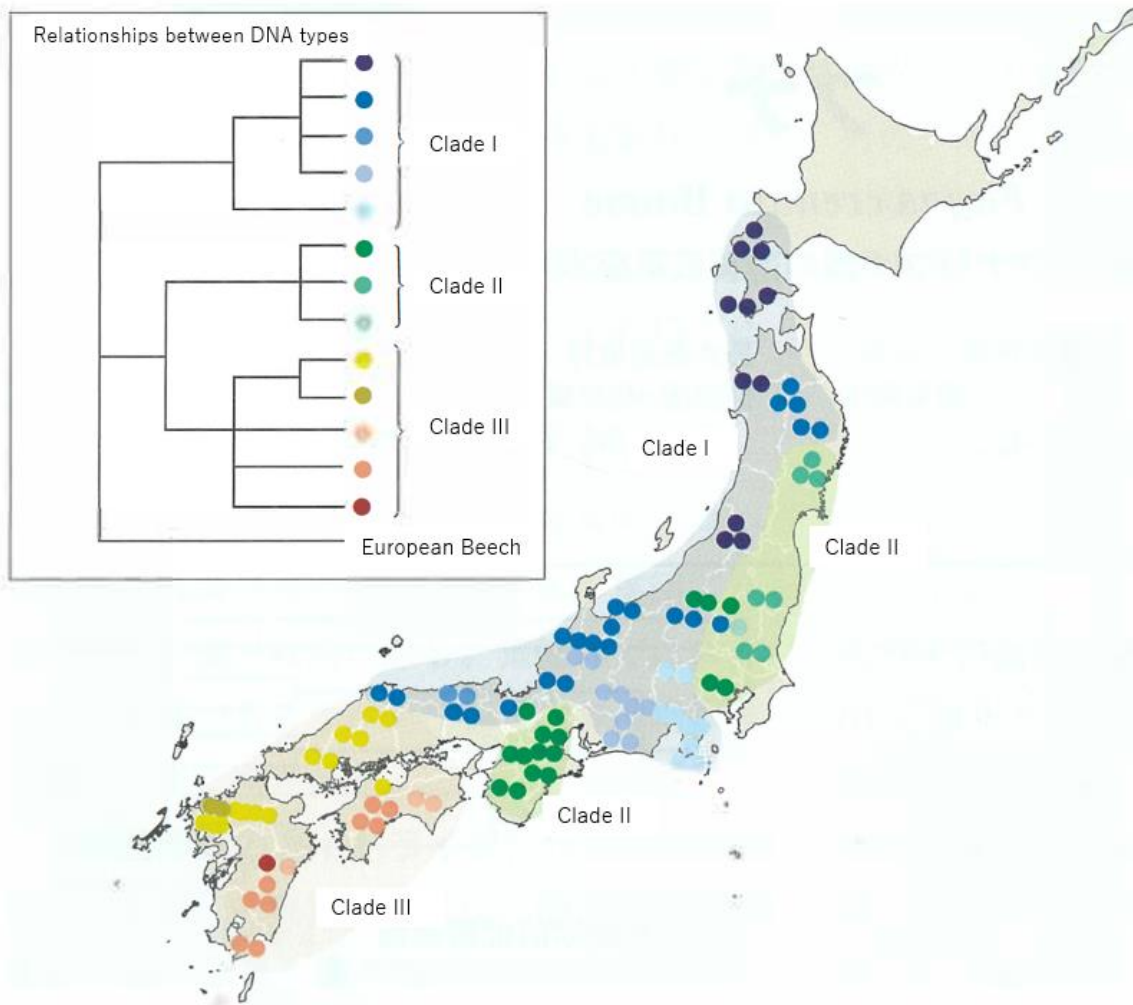 Relationships between DNA types
Clade I
Clade II
Clade III
European Beech
Clade I
Clade II
Clade II
Clade III